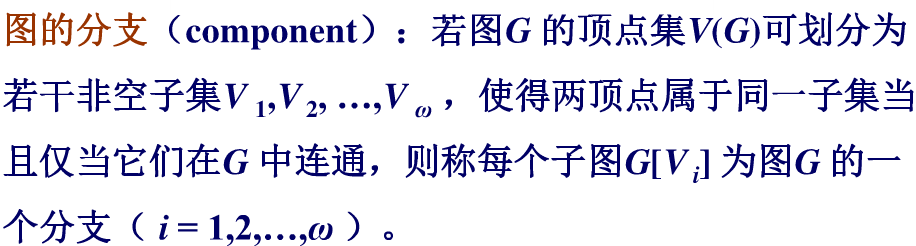 图的分支（component）：若图G 的顶点集V(G)可划分为
若干非空子集V 1,V 2, …,V ω ，使得两顶点属于同一子集当
且仅当它们在G 中连通，则称每个子图G[V i] 为图G 的一
个分支（ i = 1,2,…,ω ）。